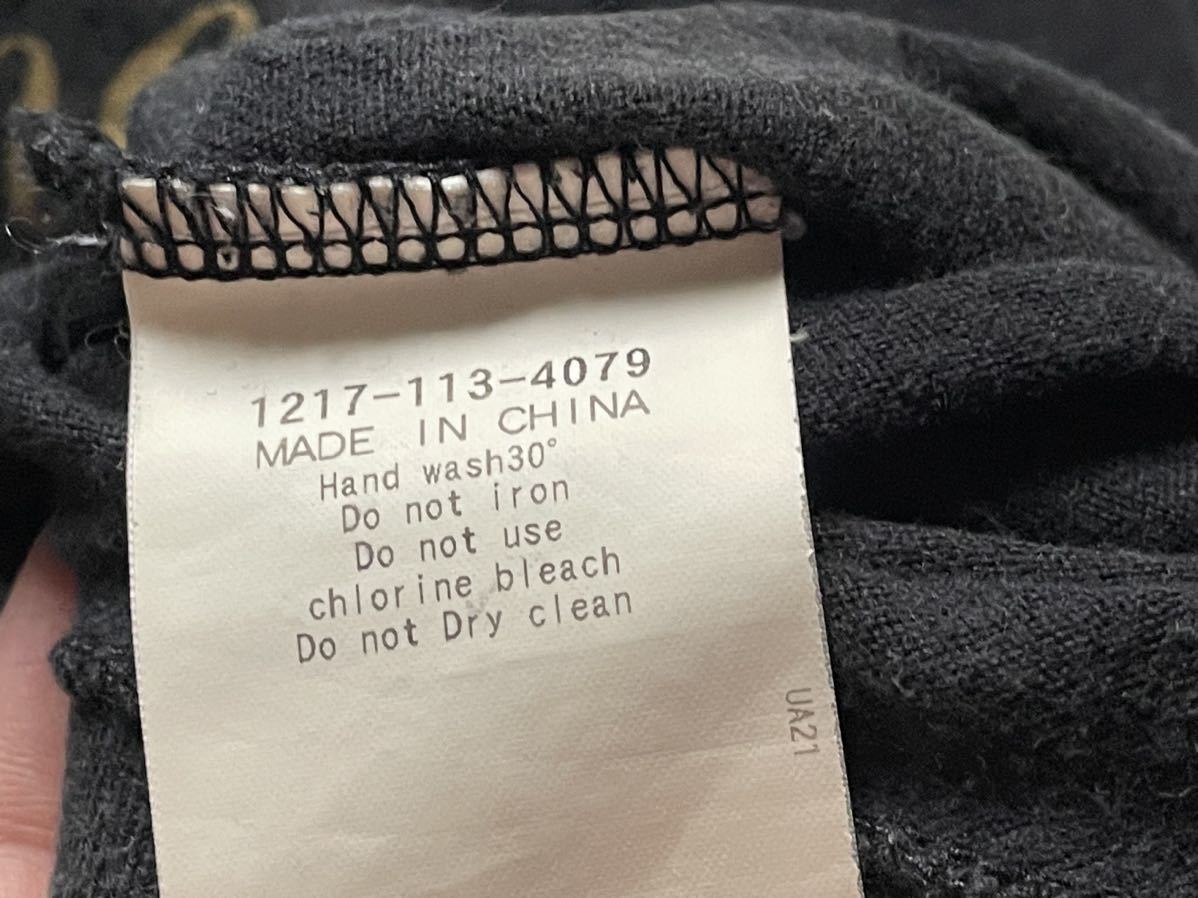 1217-113-4079
MADE IN CHINA
Hand wash30°
Do not iron
Do not use
chlorine bleach
Do not Dry clean
UA21